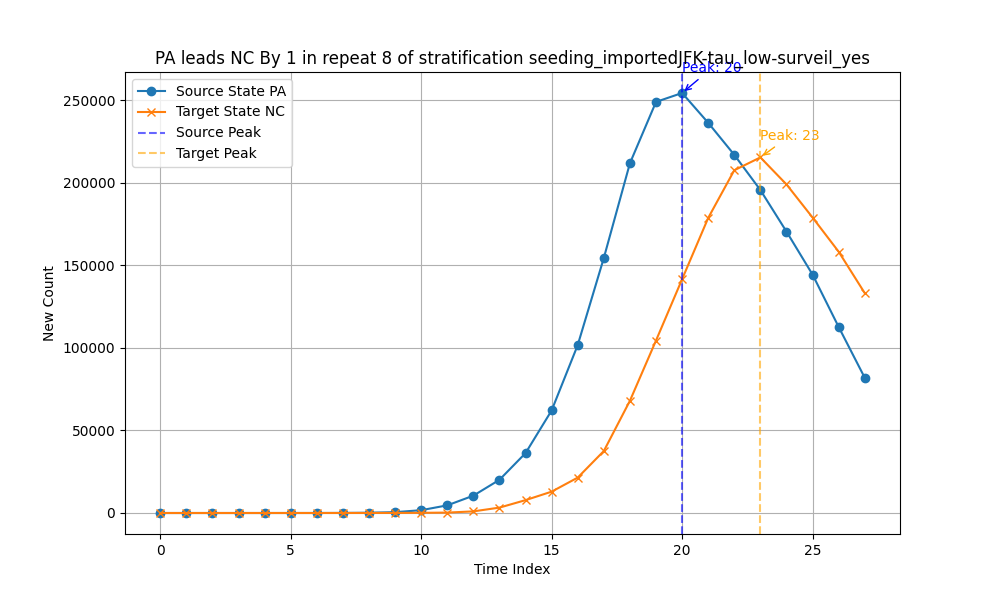 PA leads NC By 1 in repeat 8 of stratification seeding_importedJFK-tau_low-surveil_yes
Peak: 20
Peak: 23
Source State PA
Target State NC
Source Peak
Target Peak
New Count
250000
200000
150000
100000
50000
0
0 5 10 15 20 25
Time Index